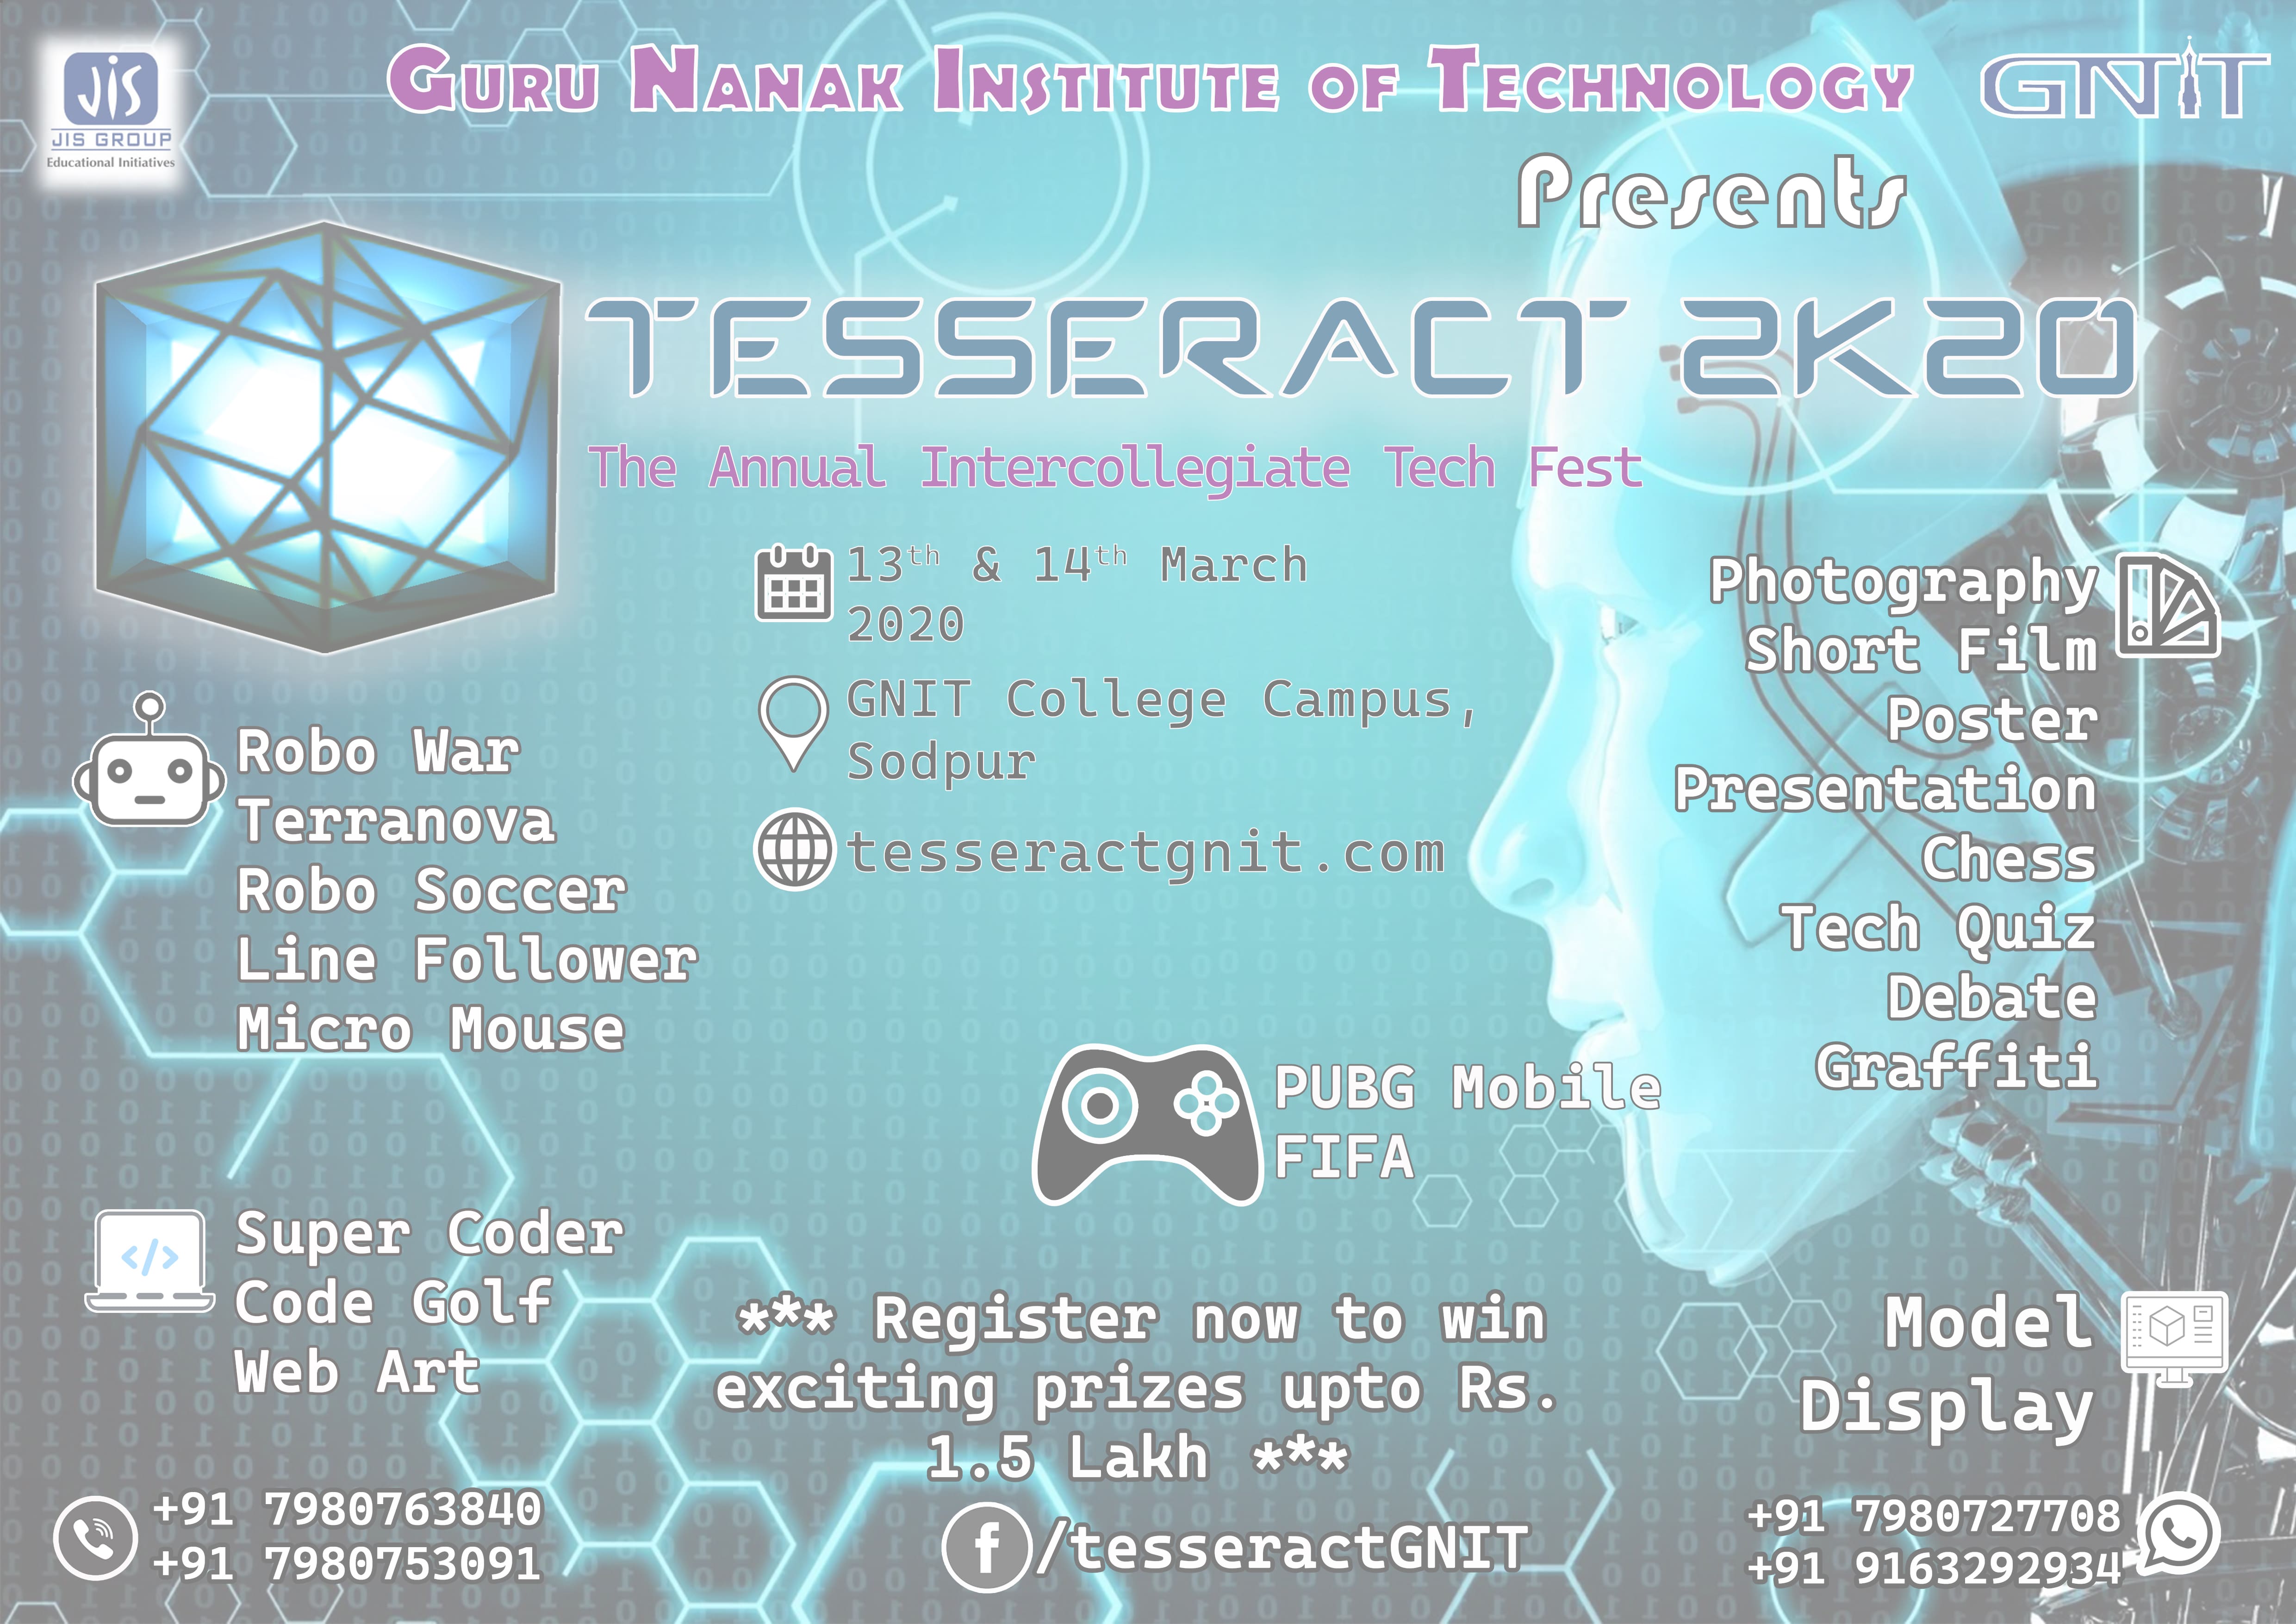 JIS
JIS GROUP
Educational Initiatives
GURU NANAK INSTITUTE OF TECHNOLOGY
GNIT
Presents
TESSERACT 2K20
The Annual Intercollegiate Tech Fest
13th & 14th March
2020
GNIT College Campus,
Sodpur
tesseractgnit.com
Robo War
Terranova
Robo Soccer
Line Follower
Micro Mouse
Photography
Short Film
Poster
Presentation
Chess
Tech Quiz
Debate
Graffiti
PUBG Mobile
FIFA
</>
Super Coder
Code Golf
Web Art
*** Register now to win
exciting prizes upto Rs.
1.5 Lakh ***
Model
Display
+91 7980763840
+91 7980753091
f/tesseractGNIT
+91 7980727708
+91 9163292934